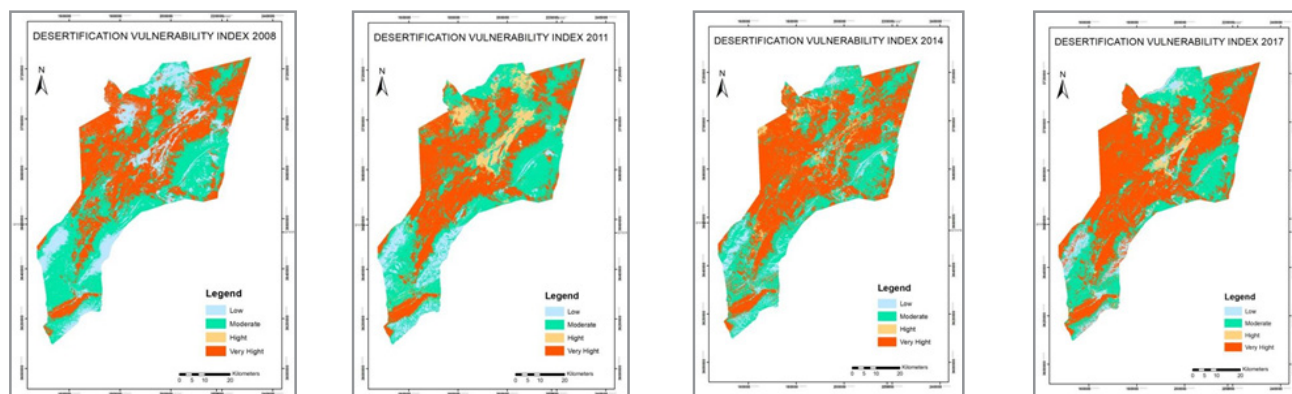 DESERTIFICATION VULNERABILITY INDEX 2008
N
Legend
Low
Moderate
Hight
Very Hight
Kilometers
0 5 10 20
DESERTIFICATION VULNERABILITY INDEX 2011
N
Legend
Low
Moderate
Hight
Very Hight
Kilometers
0 5 10 20
DESERTIFICATION VULNERABILITY INDEX 2014
N
Legend
Low
Moderate
Hight
Very Hight
Kilometers
0 5 10 20
DESERTIFICATION VULNERABILITY INDEX 2017
N
Legend
Low
Moderate
Hight
Very Hight
Kilometers
0 5 10 20